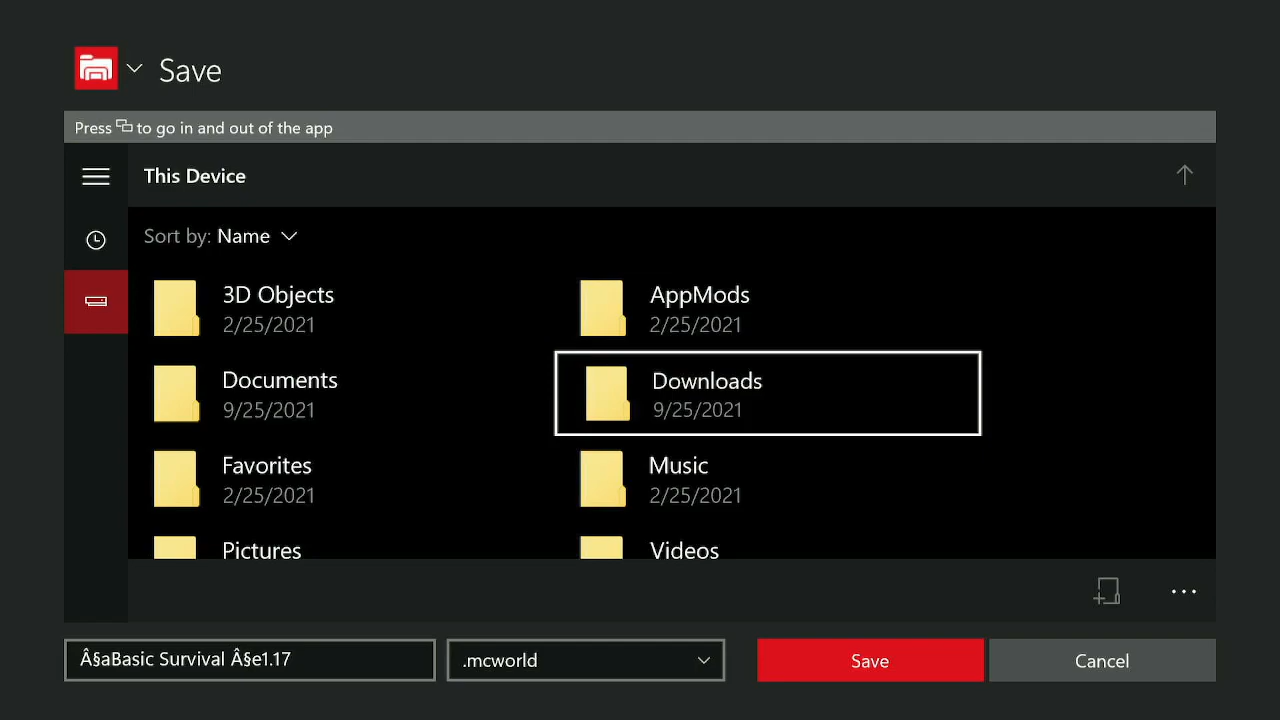 Save
Press to go in and out of the app
This Device
Sort by: Name
3D Objects
2/25/2021
AppMods
2/25/2021
Documents
9/25/2021
Downloads
9/25/2021
Favorites
2/25/2021
Music
2/25/2021
Pictures
Videos
Â§aBasic Survival Â§e1.17
.mcworld
Save
Cancel